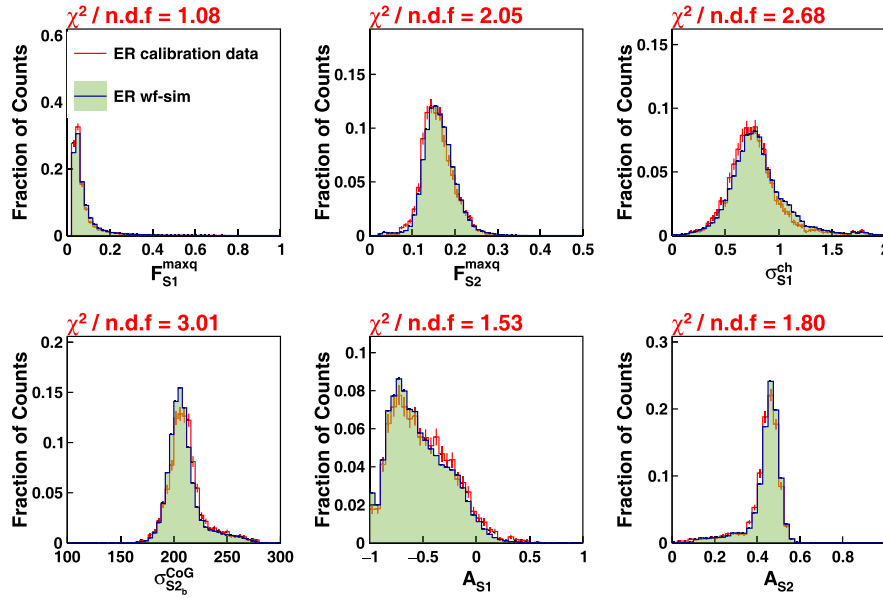 χ² / n.d.f = 1.08
Fraction of Counts
0.6
0.4
0.2
0
ER calibration data
ER wf-sim
0 0.2 0.4 0.6 0.8 1
F_S1^maxq
χ² / n.d.f = 2.05
Fraction of Counts
0.15
0.1
0.05
0
0 0.1 0.2 0.3 0.4 0.5
F_S2^maxq
χ² / n.d.f = 2.68
Fraction of Counts
0.15
0.1
0.05
0
0 0.5 1 1.5 2
σ_S1^ch
χ² / n.d.f = 3.01
Fraction of Counts
0.2
0.15
0.1
0.05
0
100 150 200 250 300
σ_S2_b^CoG
χ² / n.d.f = 1.53
Fraction of Counts
0.1
0.08
0.06
0.04
0.02
0
−1 −0.5 0 0.5 1
A_S1
χ² / n.d.f = 1.80
Fraction of Counts
0.3
0.2
0.1
0
0 0.2 0.4 0.6 0.8
A_S2